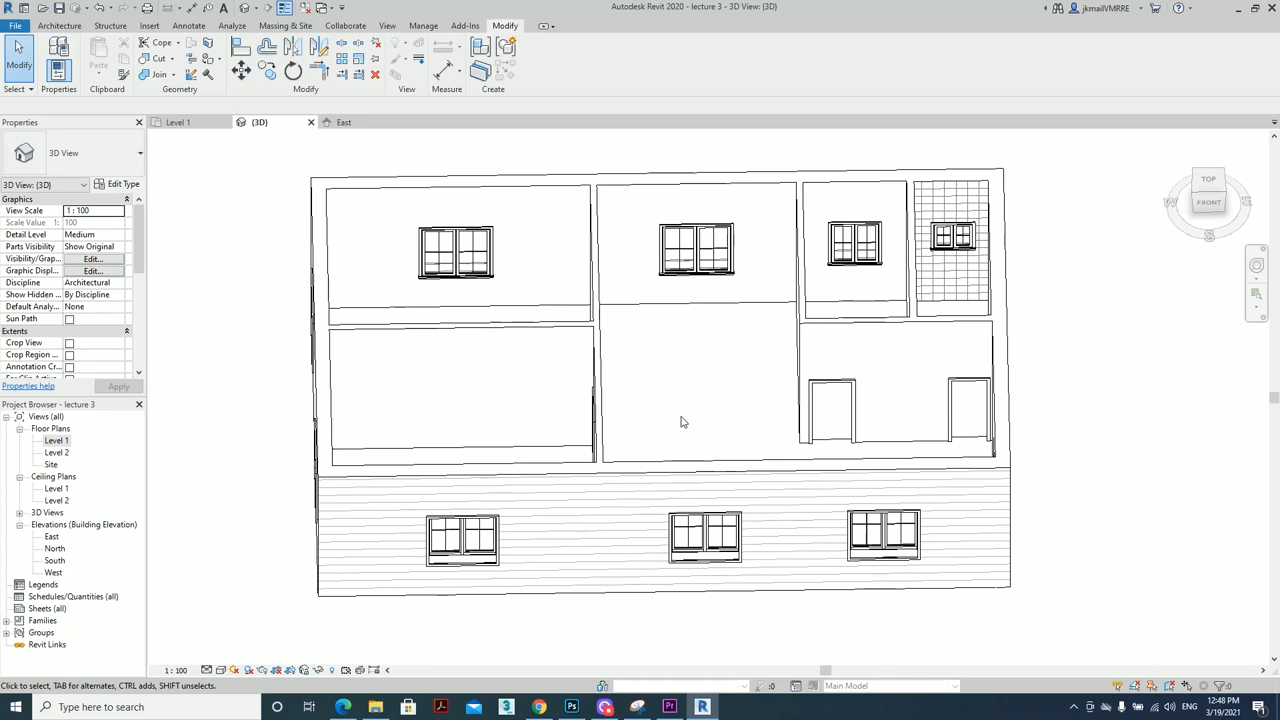 Autodesk Revit 2020 - lecture 3 - 3D View: {3D}
jkmailVMRRE
File Architecture Structure Insert Annotate Analyze Massing & Site Collaborate View Manage Add-Ins Modify
Modify
Paste
Cope
Cut
Join
Select Properties Clipboard Geometry Modify View Measure Create
Properties
Level 1
{3D}
East
3D View
3D View: {3D}
Edit Type
Graphics
View Scale 1 : 100
Scale Value 1: 100
Detail Level Medium
Parts Visibility Show Original
Visibility/Grap... Edit...
Graphic Displ... Edit...
Discipline Architectural
Show Hidden ... By Discipline
Default Analy... None
Sun Path
Extents
Crop View
Crop Region ...
Annotation Cr...
Properties help
Apply
Project Browser - lecture 3
Views (all)
Floor Plans
Level 1
Level 2
Site
Ceiling Plans
Level 1
Level 2
3D Views
Elevations (Building Elevation)
East
North
South
West
Legends
Schedules/Quantities (all)
Sheets (all)
Families
Groups
Revit Links
TOP
FRONT
W
E
S
1 : 100
Click to select, TAB for alternates, CTRL adds, SHIFT unselects.
:0
Main Model
:0
Type here to search
12:48 PM
3/19/2021